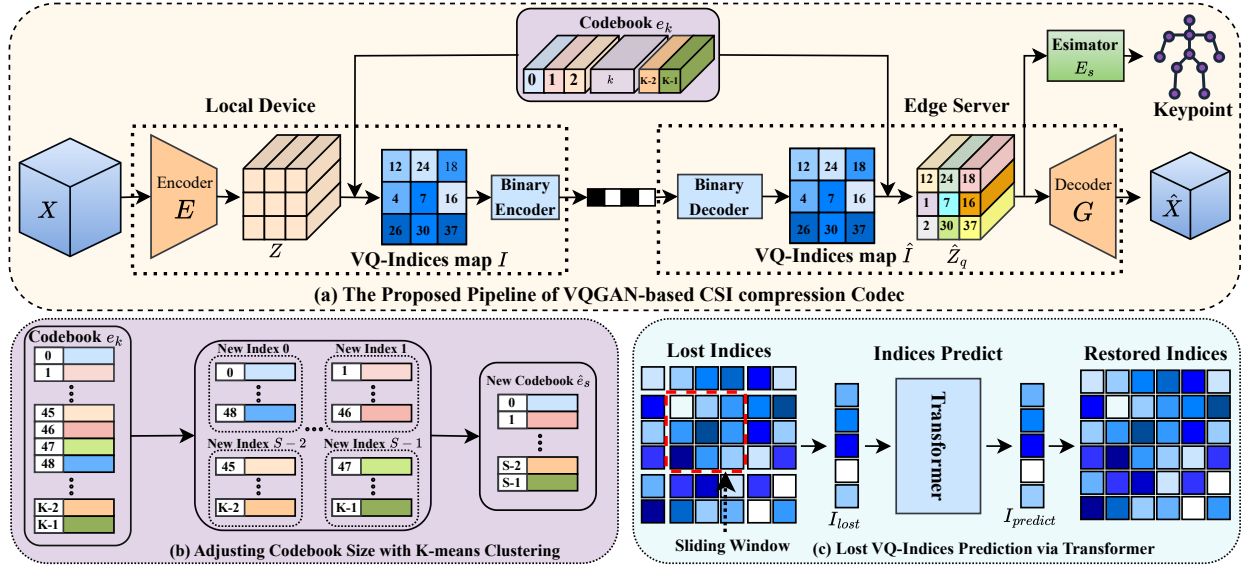 Codebook e_k
0 1 2 k K-2 K-1
Esimator
E_s
Keypoint
Local Device
Edge Server
X
Encoder
E
Z
12 24 18
4 7 16
26 30 37
VQ-Indices map I
Binary
Encoder
Binary
Decoder
12 24 18
4 7 16
26 30 37
VQ-Indices map Î
12 24 18
1 7 16
2 30 37
Ẑ_q
Decoder
G
X̂
(a) The Proposed Pipeline of VQGAN-based CSI compression Codec
Codebook e_k
0
1
45
46
47
48
K-2
K-1
New Index 0
0
48
New Index 1
1
46
New Index S − 2
45
K-2
New Index S − 1
47
K-1
New Codebook ê_s
0
1
S-2
S-1
(b) Adjusting Codebook Size with K-means Clustering
Lost Indices
Sliding Window
I_lost
Indices Predict
Transformer
I_predict
Restored Indices
(c) Lost VQ-Indices Prediction via Transformer